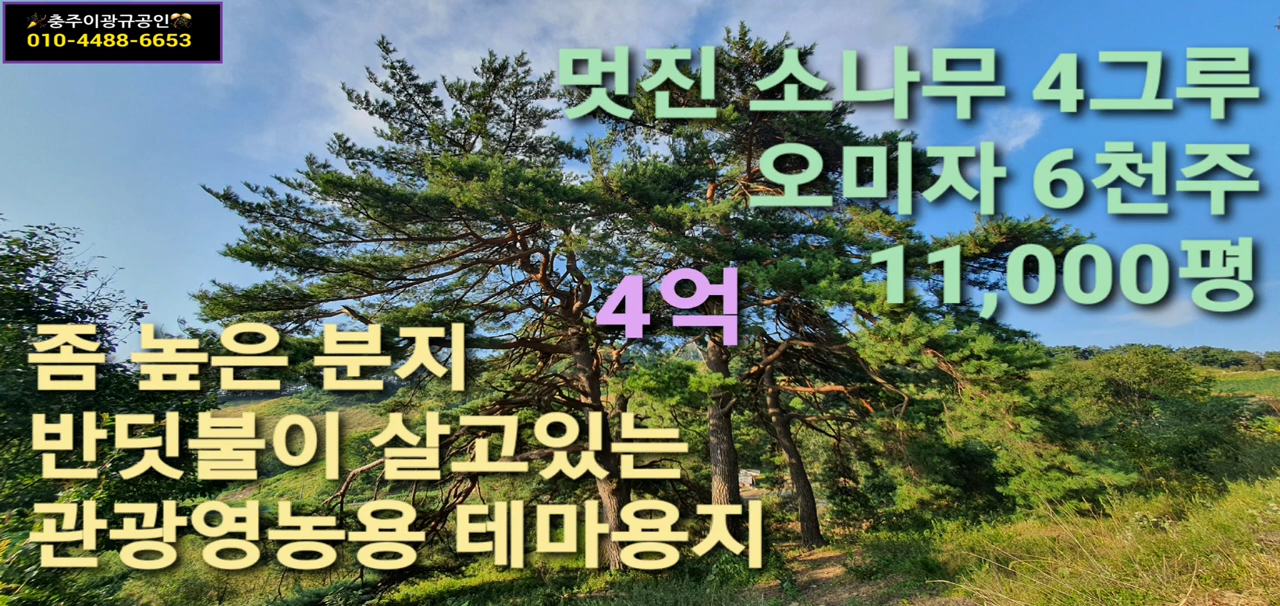 🎉충주이광규공인🎊
010-4488-6653
멋진 소나무 4그루
오미자 6천주
11,000평
4억
좀 높은 분지
반딧불이 살고있는
관광영농용 테마용지